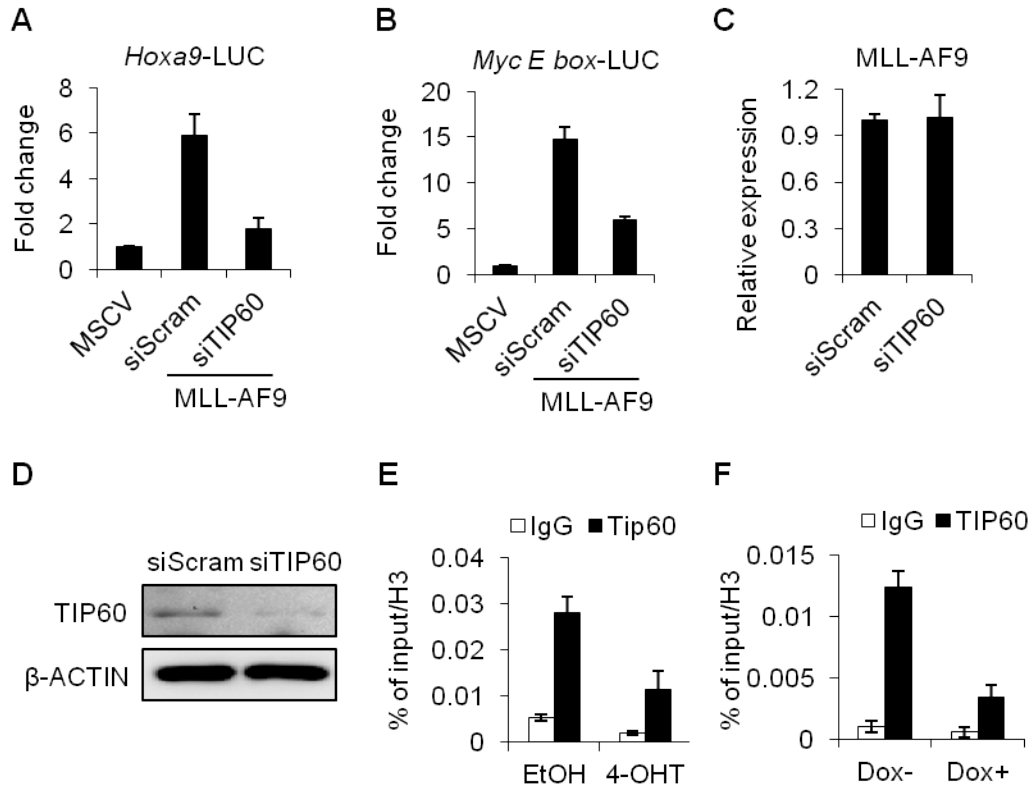 A
Hoxa9-LUC
Fold change
8
6
4
2
0
MSCV
siScram
siTIP60
MLL-AF9
B
Myc E box-LUC
Fold change
20
15
10
5
0
MSCV
siScram
siTIP60
MLL-AF9
C
MLL-AF9
Relative expression
1.2
0.9
0.6
0.3
0
siScram
siTIP60
D
siScram siTIP60
TIP60
β-ACTIN
E
IgG Tip60
% of input/H3
0.04
0.03
0.02
0.01
0
EtOH 4-OHT
F
IgG TIP60
% of input/H3
0.015
0.01
0.005
0
Dox- Dox+